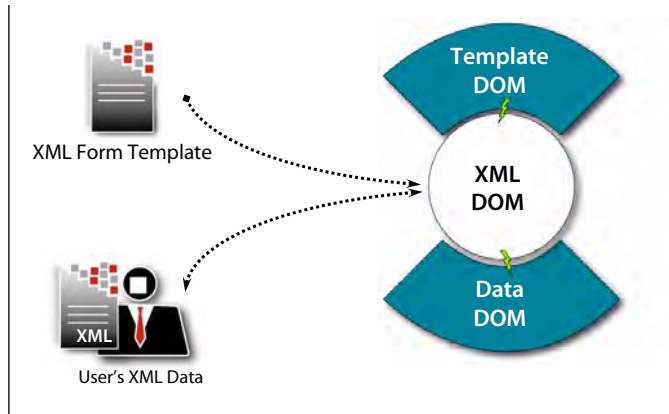 XML Form Template
Template
DOM
XML
DOM
Data
DOM
XML
User's XML Data